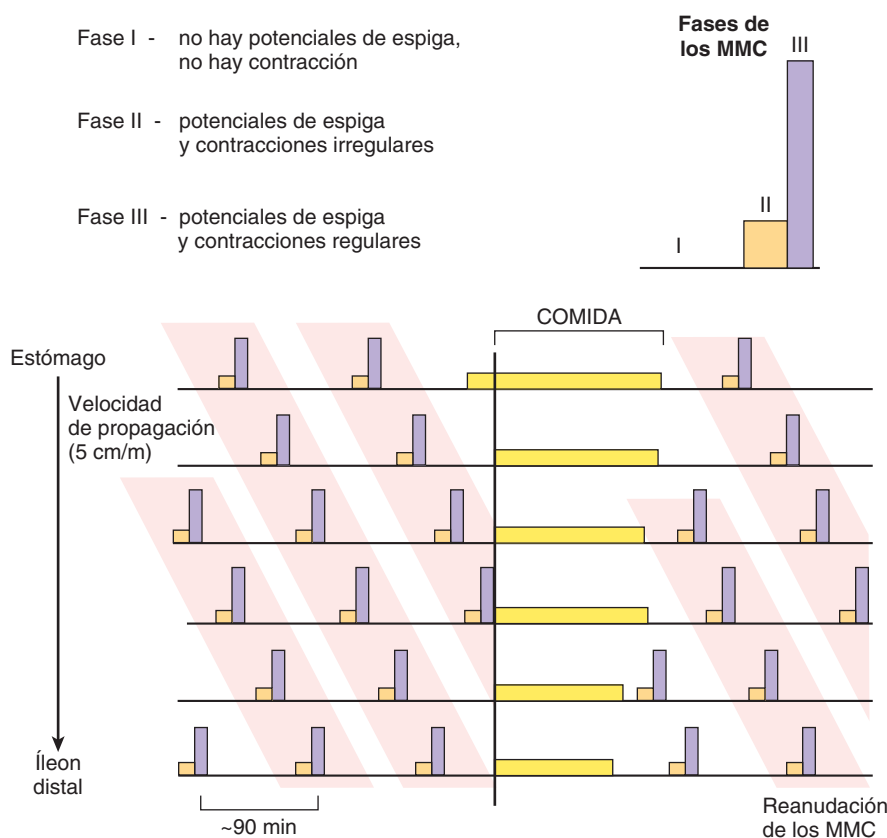 Fase I - no hay potenciales de espiga,
no hay contracción
Fase II - potenciales de espiga
y contracciones irregulares
Fase III - potenciales de espiga
y contracciones regulares
Fases de
los MMC
III
II
I
COMIDA
Estómago
Velocidad
de propagación
(5 cm/m)
Íleon
distal
~90 min
Reanudación
de los MMC